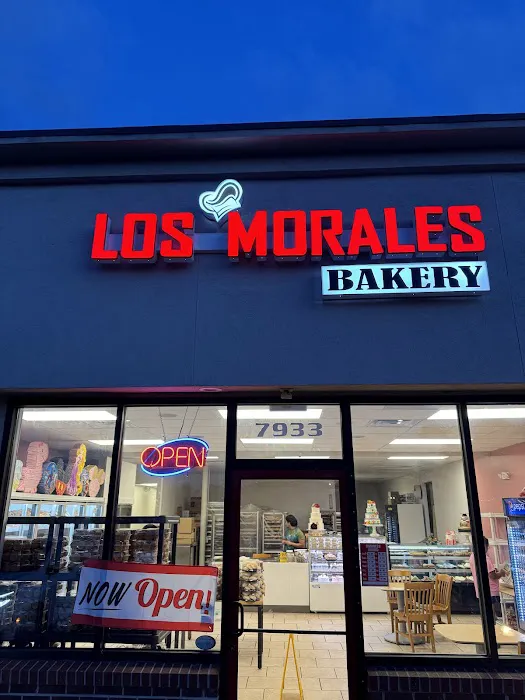 LOS MORALES
BAKERY
7933
OPEN
NOW Open!